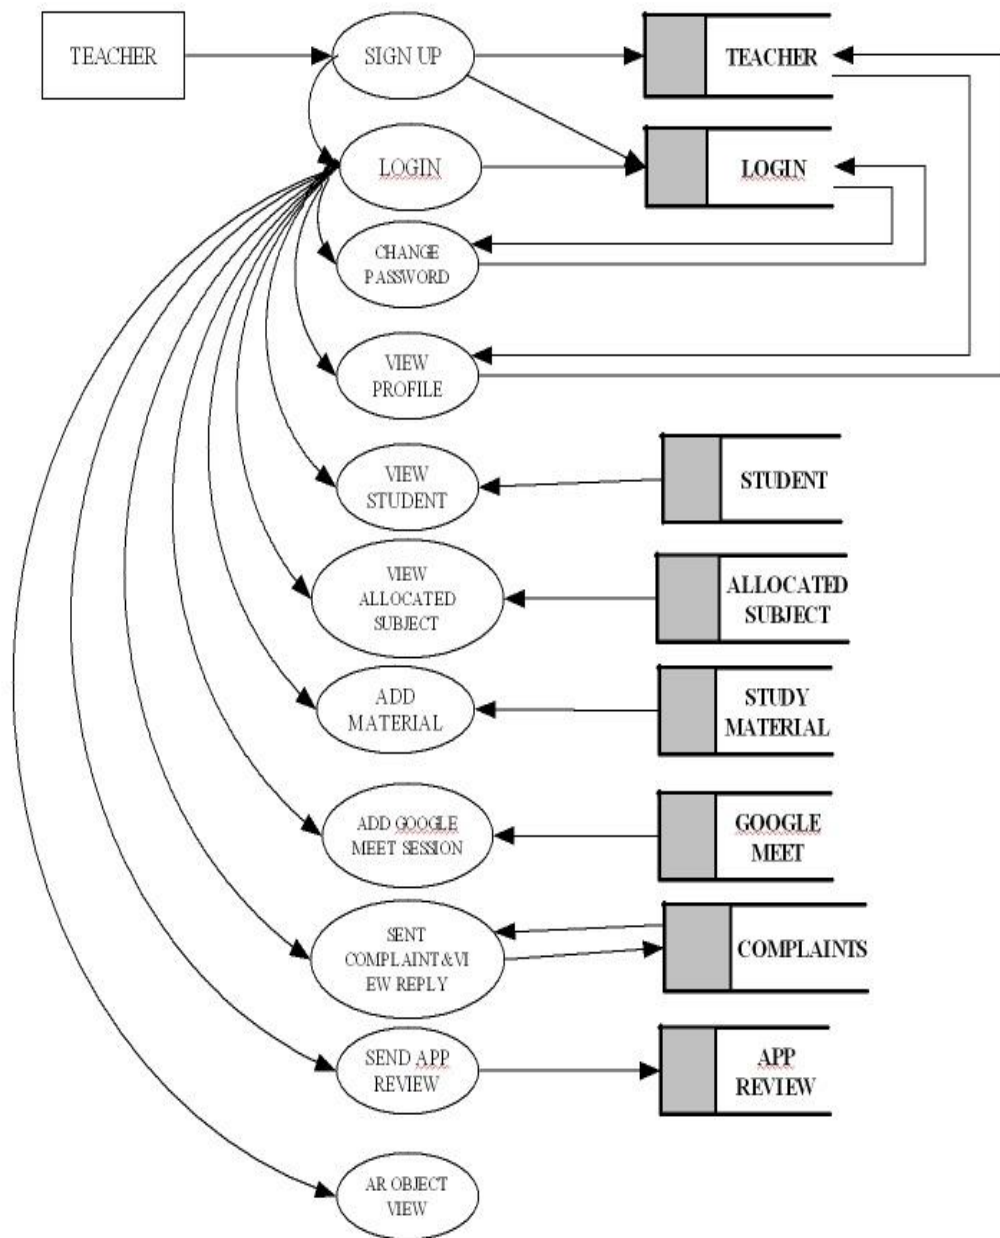 TEACHER
SIGN UP
TEACHER
LOGIN
LOGIN
CHANGE
PASSWORD
VIEW
PROFILE
VIEW
STUDENT
STUDENT
VIEW
ALLOCATED
SUBJECT
ALLOCATED
SUBJECT
ADD
MATERIAL
STUDY
MATERIAL
ADD GOOGLE
MEET SESSION
GOOGLE
MEET
SENT
COMPLAINT&VI
EW REPLY
COMPLAINTS
SEND APP
REVIEW
APP
REVIEW
AR OBJECT
VIEW